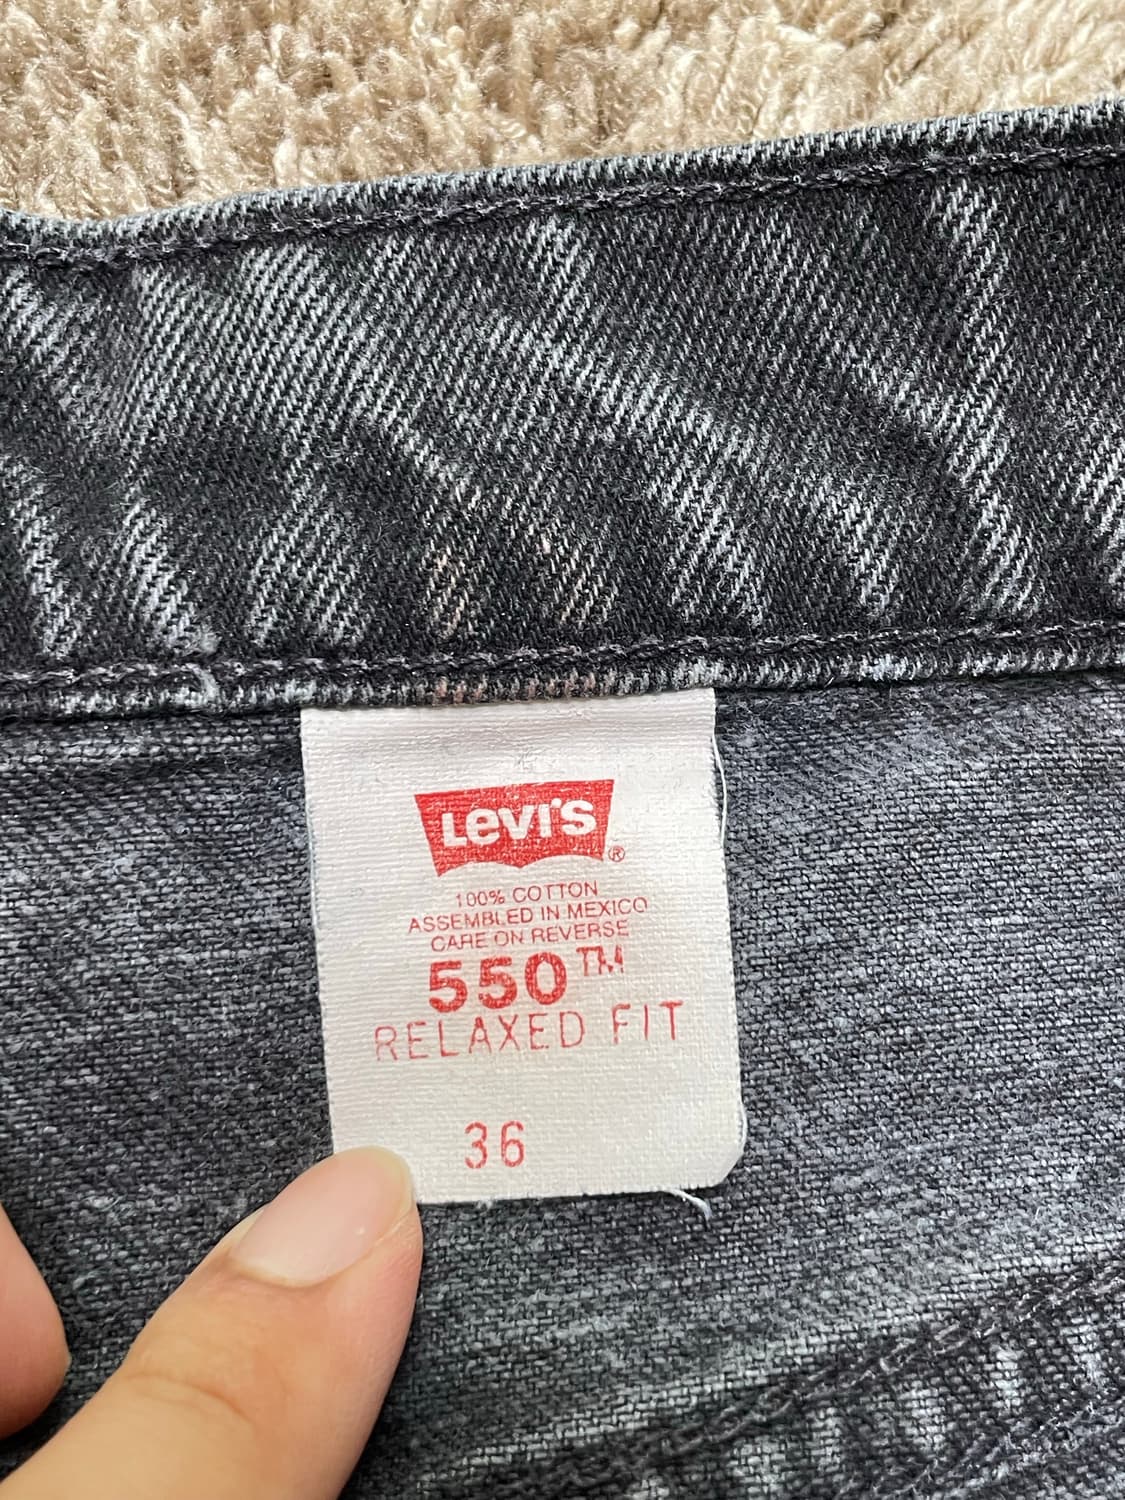 Levi's®
100% COTTON
ASSEMBLED IN MEXICO
CARE ON REVERSE
550™
RELAXED FIT
36